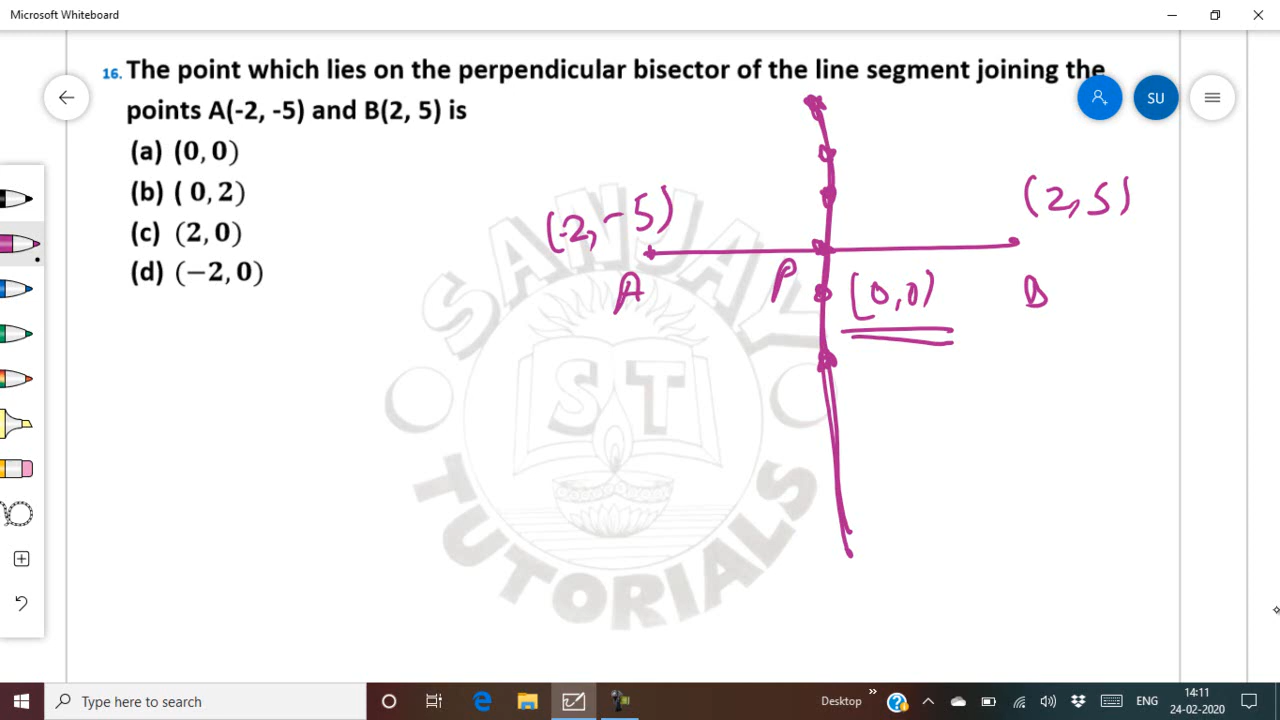 Microsoft Whiteboard
16. The point which lies on the perpendicular bisector of the line segment joining the
points A(-2, -5) and B(2, 5) is
(a) (0, 0)
(b) ( 0, 2)
(c) (2, 0)
(d) (−2, 0)
SU
(-2, -5)
(2, 5)
A
P
(0,0)
B
SANJAY
ST
TUTORIALS
Type here to search
Desktop
»
ENG
14:11
24-02-2020